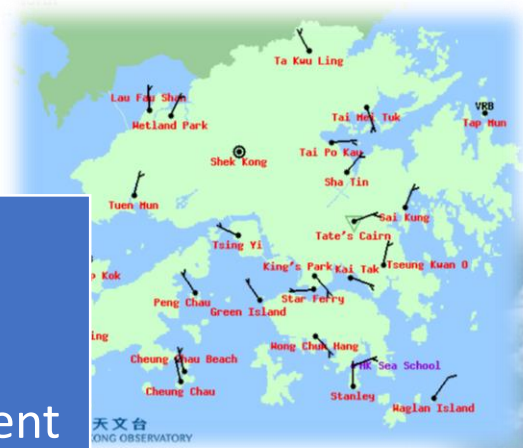 Ta Kwu Ling
Lau Fau Shan
Wetland Park
Tai Mei Tuk
VRB
Tap Mun
Shek Kong
Tai Po Kau
Sha Tin
Tuen Mun
Sai Kung
Tsing Yi
Tate's Cairn
p Kok
King's Park
Kai Tak
Tseung Kwan O
Peng Chau
Star Ferry
Green Island
ing
Wong Chuk Hang
Cheung Chau Beach
HK Sea School
Cheung Chau
Stanley
Waglan Island
ent
天文台
KONG OBSERVATORY